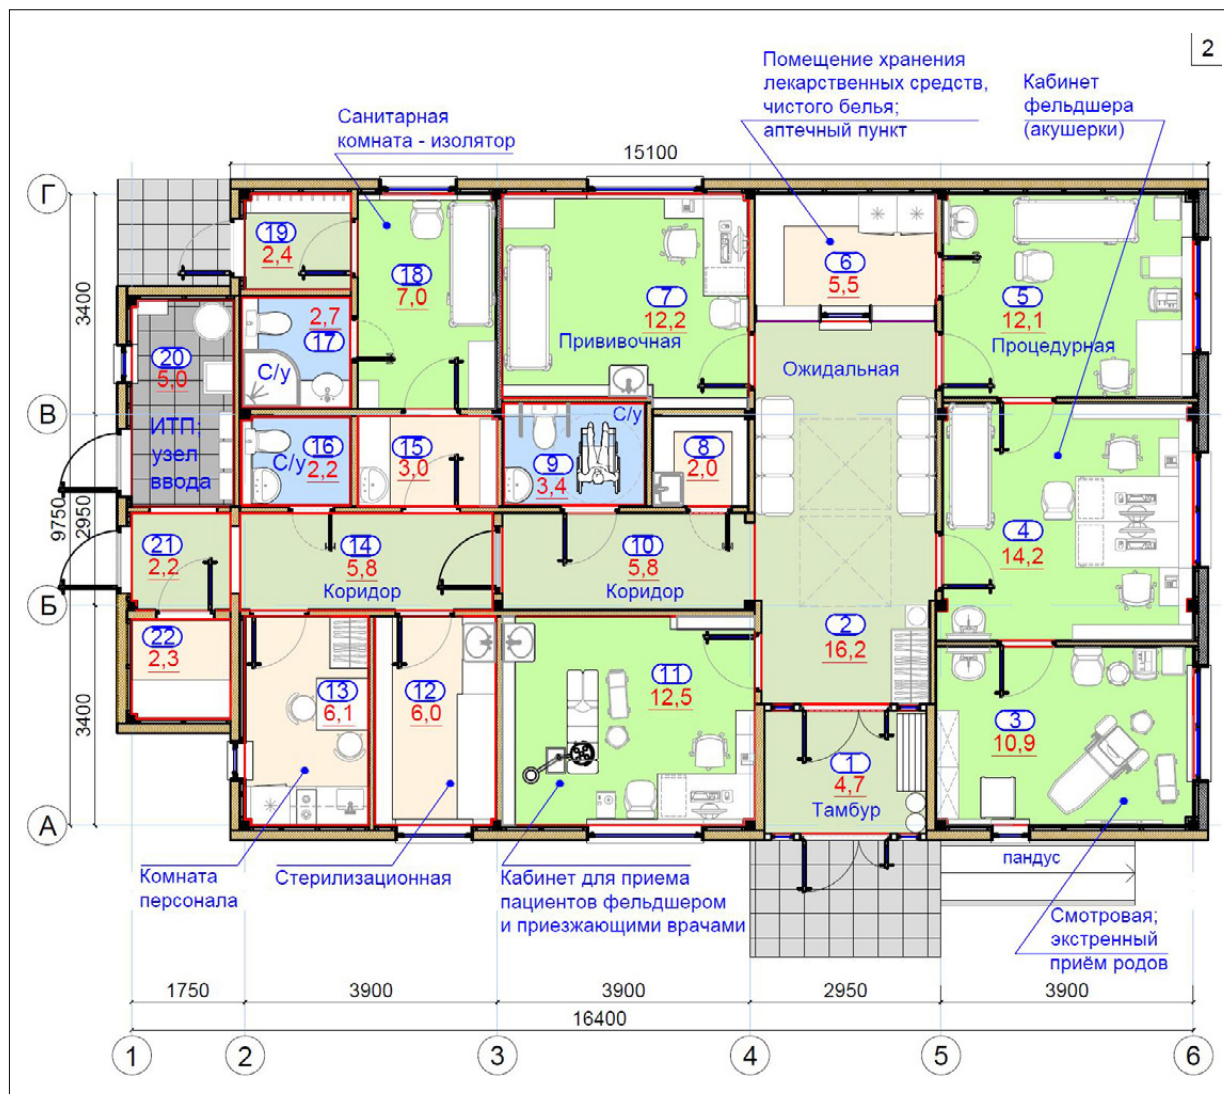 2
Помещение хранения
лекарственных средств,
чистого белья;
аптечный пункт
Кабинет
фельдшера
(акушерки)
Санитарная
комната - изолятор
15100
Г
19
2,4
18
7,0
7
12,2
Прививочная
6
5,5
5
12,1
Процедурная
3400
20
5,0
ИТП;
узел
ввода
2,7
17
С/у
Ожидальная
В
16
С/у
2,2
15
3,0
С/у
9
3,4
8
2,0
9750
2950
4
14,2
21
2,2
14
5,8
Коридор
10
5,8
Коридор
Б
22
2,3
2
16,2
13
6,1
12
6,0
11
12,5
3
10,9
3400
1
4,7
Тамбур
А
пандус
Комната
персонала
Стерилизационная
Кабинет для приема
пациентов фельдшером
и приезжающими врачами
Смотровая;
экстренный
приём родов
1750
3900
3900
2950
3900
16400
1
2
3
4
5
6